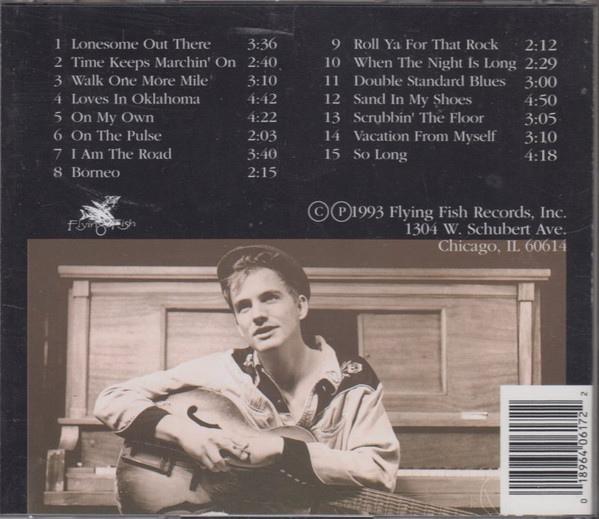 1 Lonesome Out There 3:36
2 Time Keeps Marchin' On 2:40
3 Walk One More Mile 3:10
4 Loves In Oklahoma 4:42
5 On My Own 4:22
6 On The Pulse 2:03
7 I Am The Road 3:40
8 Borneo 2:15
9 Roll Ya For That Rock 2:12
10 When The Night Is Long 2:29
11 Double Standard Blues 3:00
12 Sand In My Shoes 4:50
13 Scrubbin' The Floor 3:05
14 Vacation From Myself 3:10
15 So Long 4:18
Flying Fish
Ⓒ Ⓟ1993 Flying Fish Records, Inc.
1304 W. Schubert Ave.
Chicago, IL 60614
0 18964 06172 2